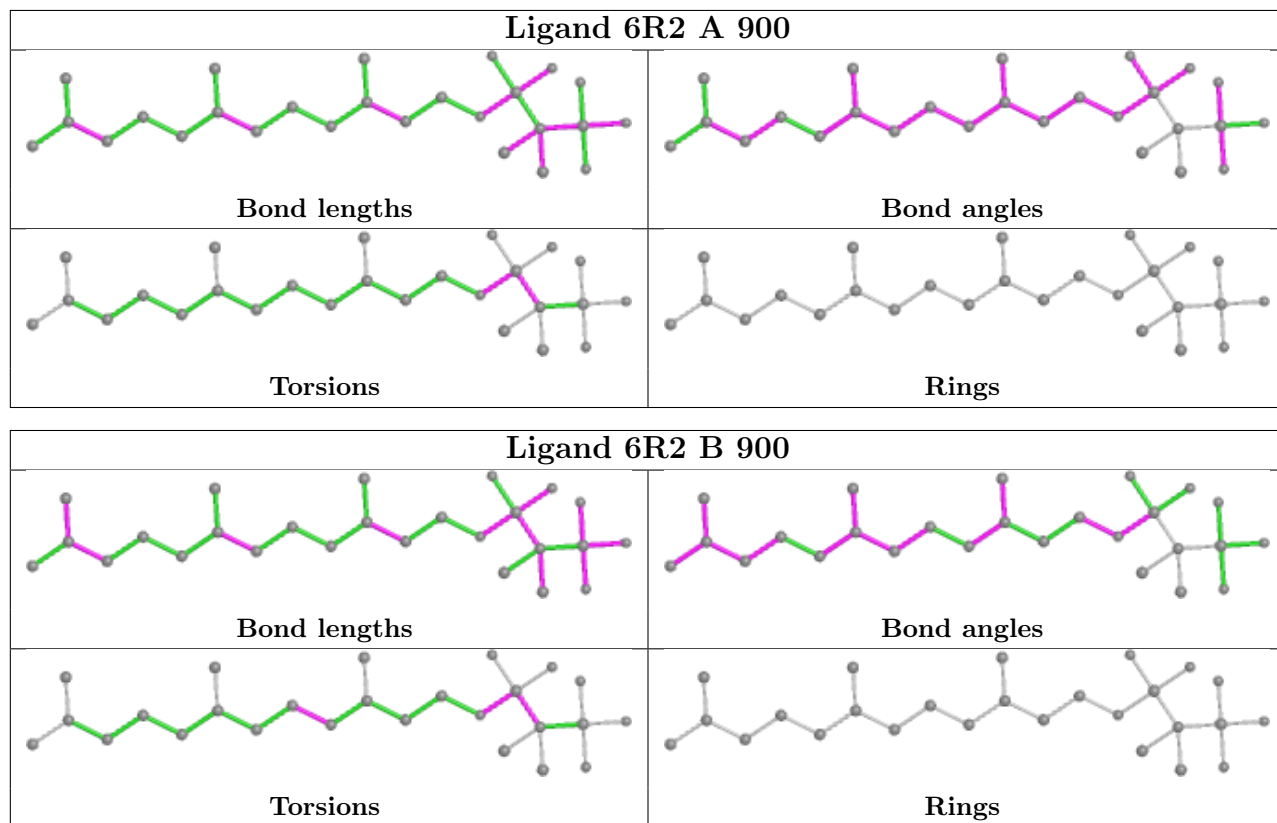 Ligand 6R2 A 900
Bond lengths
Bond angles
Torsions
Rings
Ligand 6R2 B 900
Bond lengths
Bond angles
Torsions
Rings